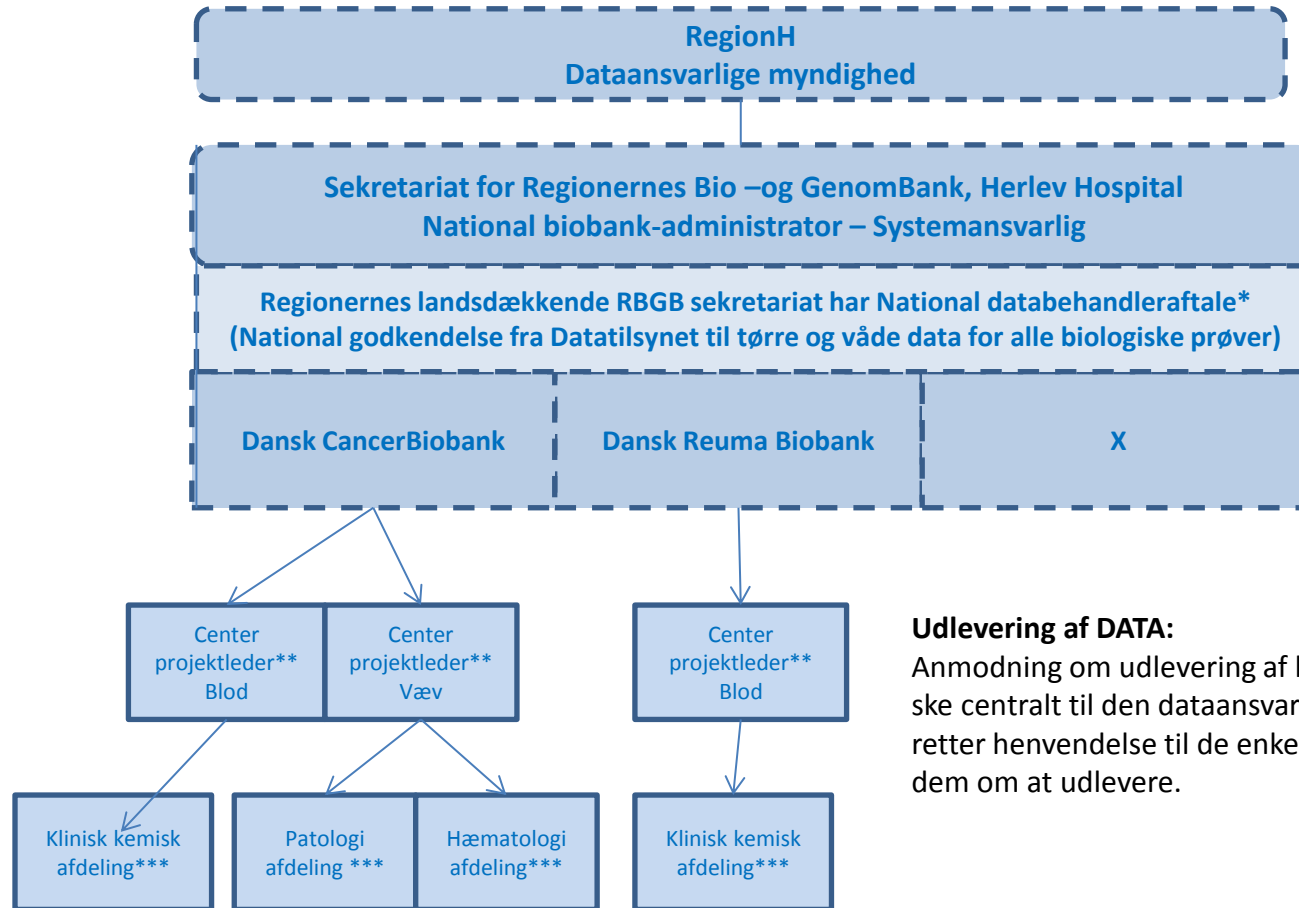 RegionH
Dataansvarlige myndighed
Sekretariat for Regionernes Bio –og GenomBank, Herlev Hospital
National biobank-administrator – Systemansvarlig
Regionernes landsdækkende RBGB sekretariat har National databehandleraftale*
(National godkendelse fra Datatilsynet til tørre og våde data for alle biologiske prøver)
Dansk CancerBiobank
Dansk Reuma Biobank
X
Center
projektleder**
Blod
Center
projektleder**
Væv
Center
projektleder**
Blod
Udlevering af DATA:
Anmodning om udlevering af
ske centralt til den dataansvar
retter henvendelse til de enke
dem om at udlevere.
Klinisk kemisk
afdeling***
Patologi
afdeling ***
Hæmatologi
afdeling***
Klinisk kemisk
afdeling***